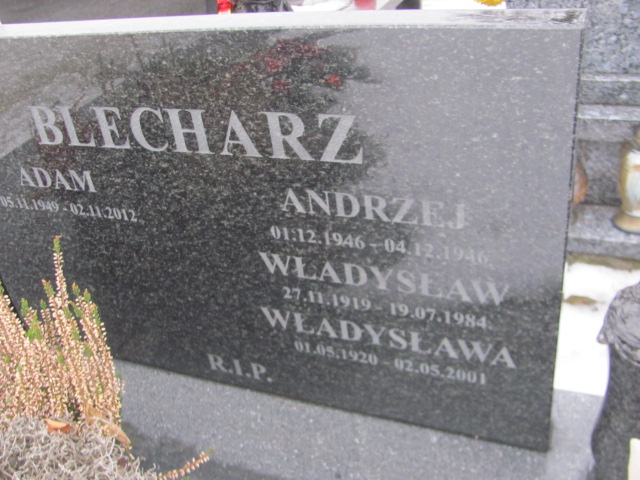 BLECHARZ
ADAM
05.11.1949 - 02.11.2012.
ANDRZEJ
01.12.1946 - 04.12.1946.
WŁADYSŁAW
27.11.1919 - 19.07.1984.
WŁADYSŁAWA
01.05.1920 - 02.05.2001
R.I.P.